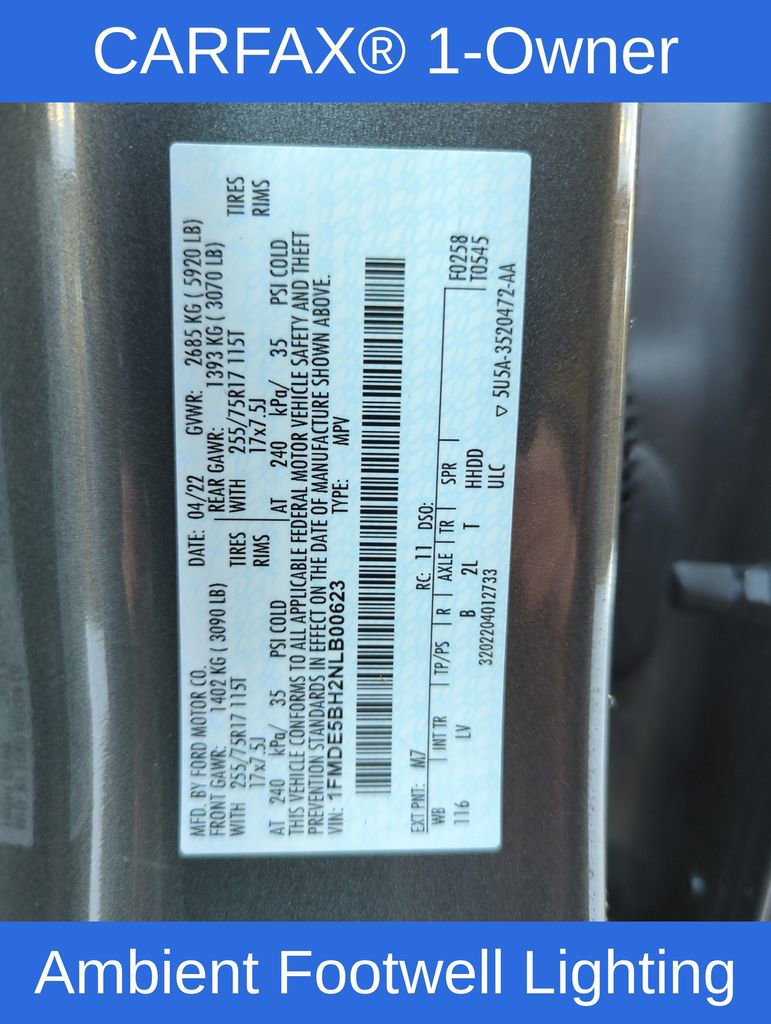 CARFAX® 1-Owner
MFD. BY FORD MOTOR CO. DATE: 04/22 GVWR: 2685 KG ( 5920 LB)
FRONT GAWR: 1402 KG ( 3090 LB) REAR GAWR: 1393 KG ( 3070 LB)
WITH 255/75R17 115T TIRES WITH 255/75R17 115T TIRES
17x7.5J RIMS 17x7.5J RIMS
AT 240 kPa/ 35 PSI COLD AT 240 kPa/ 35 PSI COLD
THIS VEHICLE CONFORMS TO ALL APPLICABLE FEDERAL MOTOR VEHICLE SAFETY AND THEFT
PREVENTION STANDARDS IN EFFECT ON THE DATE OF MANUFACTURE SHOWN ABOVE.
VIN: 1FMDE5BH2NLB00623 TYPE: MPV
EXT PNT: M7 RC: 11 DSO: F0258
WB INT TR TP/PS R AXLE TR SPR T0545
116 LV B 2L T HHDD
3202204012733 ULC ▽ 5U5A-3520472-AA
Ambient Footwell Lighting